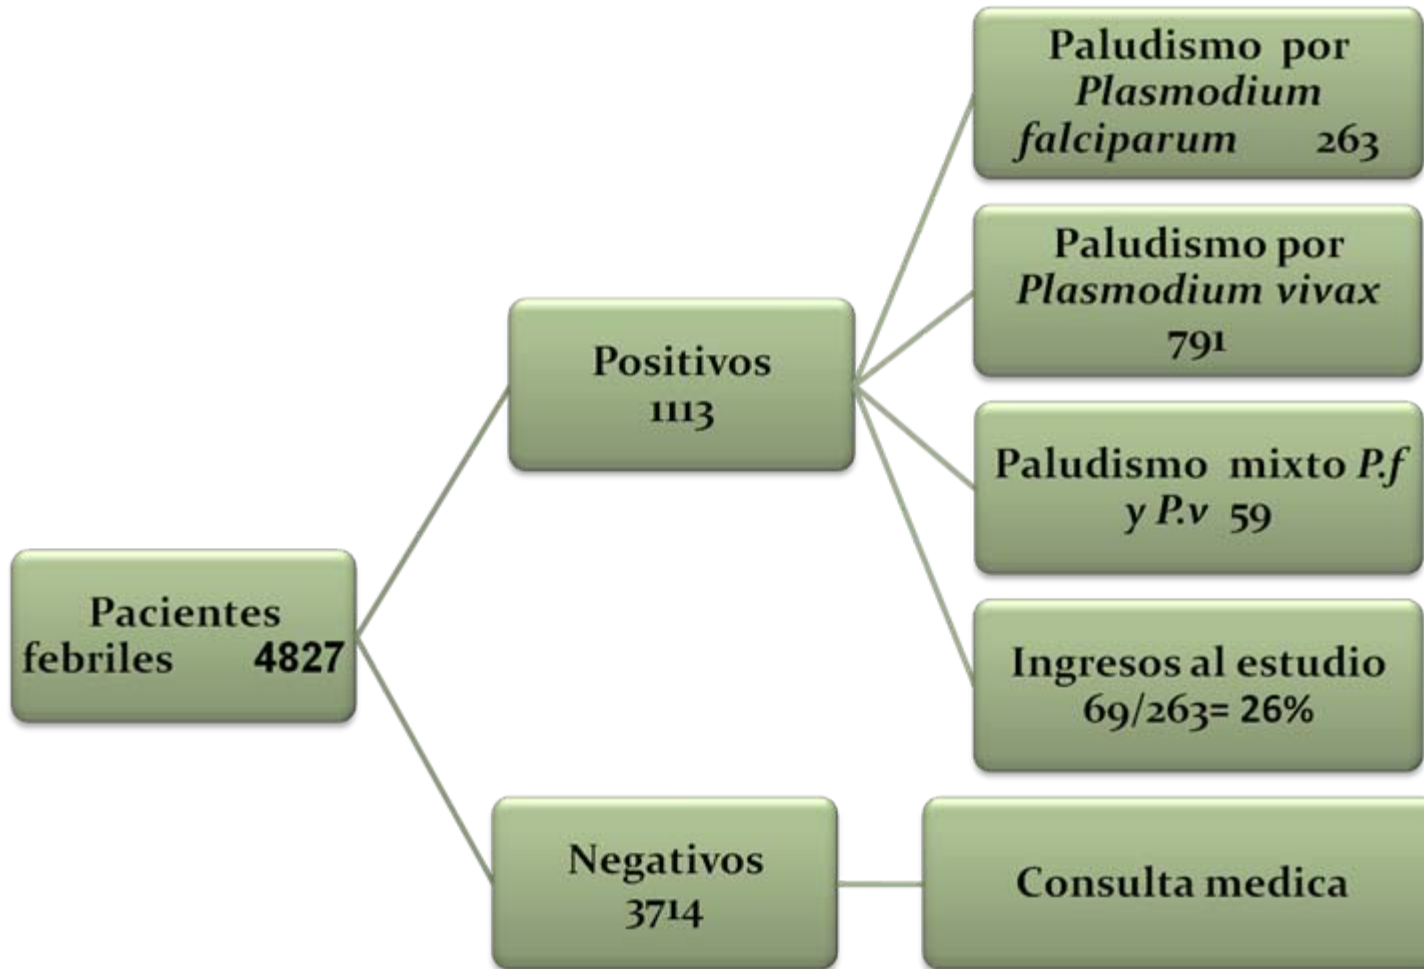 Paludismo por
Plasmodium
falciparum 263
Paludismo por
Plasmodium vivax
791
Positivos
1113
Paludismo mixto P.f
y P.v 59
Pacientes
febriles 4827
Ingresos al estudio
69/263= 26%
Negativos
3714
Consulta medica